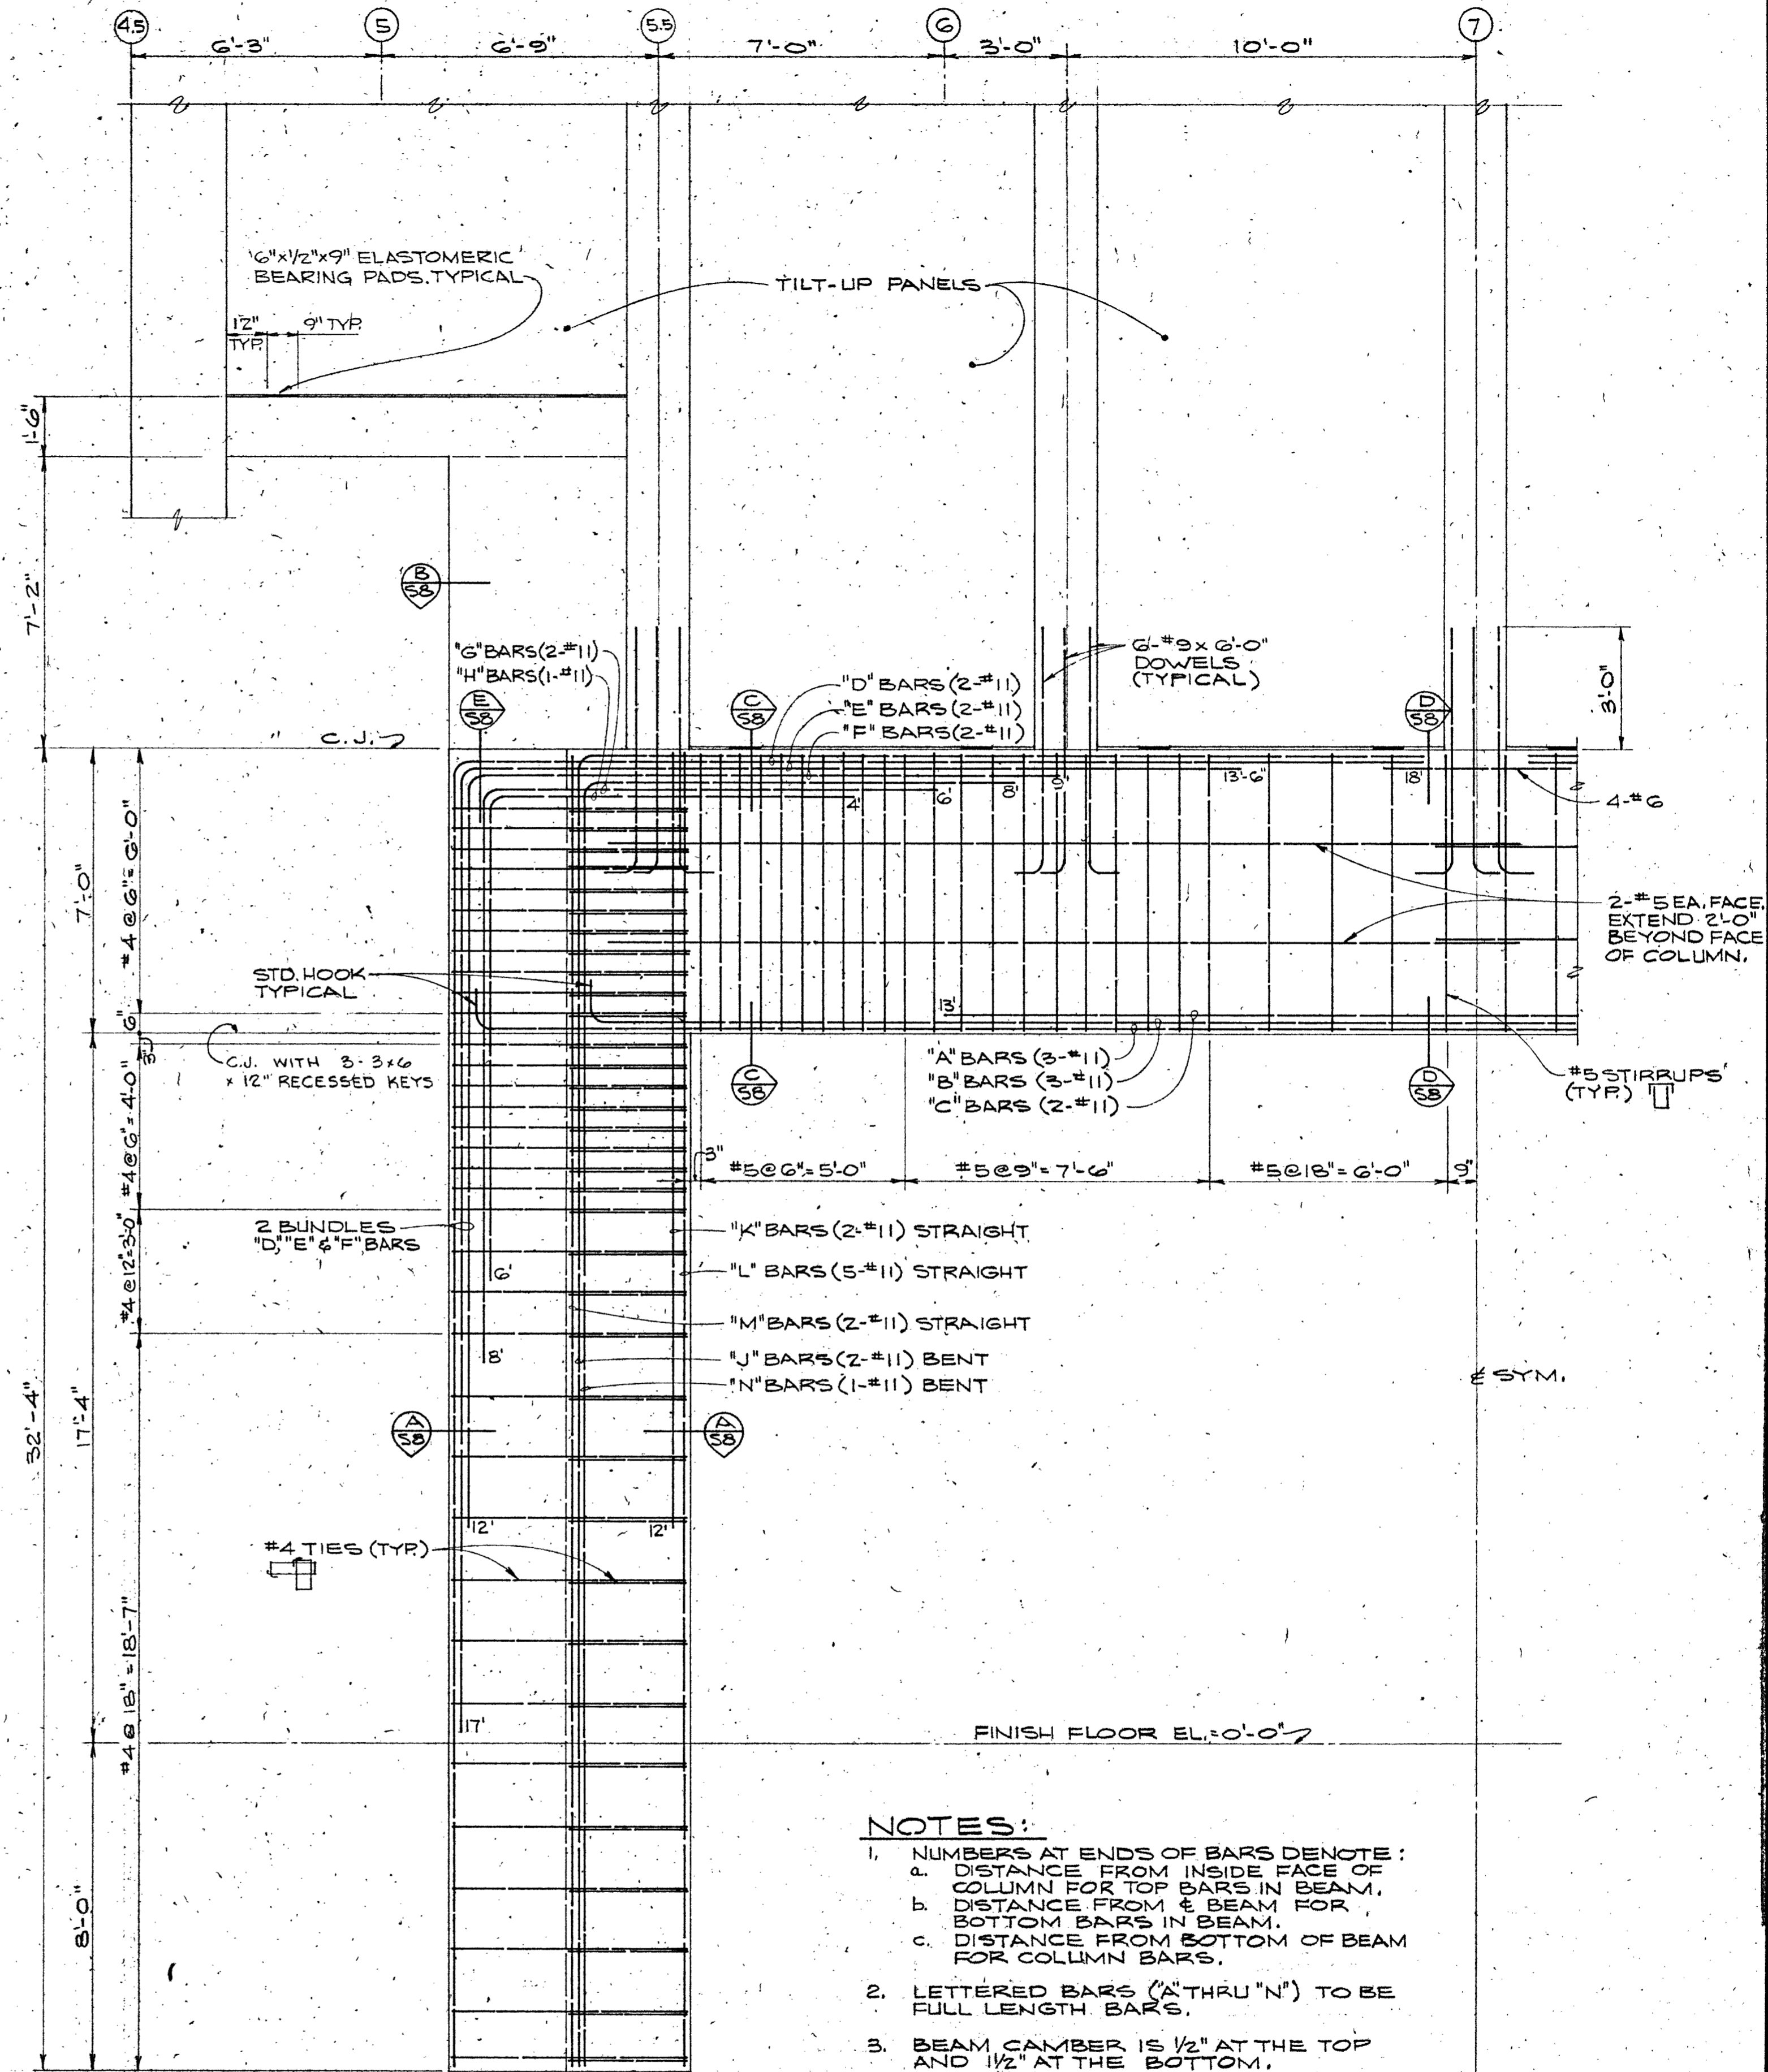 4.5
5
5.5
6
7
6'-3"
6'-9"
7'-0"
3'-0"
10'-0"
6"x1/2"x9" ELASTOMERIC
BEARING PADS. TYPICAL
TILT-UP PANELS
12"
TYP.
9" TYP.
1'-6"
7'-2"
B
S8
"G" BARS (2-#11)
"H" BARS (1-#11)
E
S8
C
S8
"D" BARS (2-#11)
"E" BARS (2-#11)
"F" BARS (2-#11)
6-#9 x 6'-0"
DOWELS
(TYPICAL)
D
S8
3'-0"
C.J.
4'
6'
8'
9'
13'-6"
18'
4-#6
7'-0"
#4@6"=6'-0"
2-#5 EA. FACE.
EXTEND 2'-0"
BEYOND FACE
OF COLUMN.
STD. HOOK
TYPICAL
13'
6"
3"
C.J. WITH 3-3x6
x 12" RECESSED KEYS
"A" BARS (3-#11)
"B" BARS (3-#11)
"C" BARS (2-#11)
C
S8
D
S8
#5 STIRRUPS
(TYP.)
#4@6"=4'-0"
3"
#5@6"=5'-0"
#5@9"=7'-6"
#5@18"=6'-0"
9"
2 BUNDLES
"D," "E" & "F" BARS
#4@12"=3'-0"
6'
8'
"K" BARS (2-#11) STRAIGHT
"L" BARS (5-#11) STRAIGHT
"M" BARS (2-#11) STRAIGHT
"J" BARS (2-#11) BENT
"N" BARS (1-#11) BENT
℄ SYM.
32'-4"
17'-4"
A
S8
A
S8
12'
12'
#4 TIES (TYP.)
#4@18"=18'-7"
17'
FINISH FLOOR EL.=0'-0"
8'-0"
NOTES:
1. NUMBERS AT ENDS OF BARS DENOTE:
a. DISTANCE FROM INSIDE FACE OF
COLUMN FOR TOP BARS IN BEAM.
b. DISTANCE FROM ℄ BEAM FOR
BOTTOM BARS IN BEAM.
c. DISTANCE FROM BOTTOM OF BEAM
FOR COLUMN BARS.
2. LETTERED BARS ("A" THRU "N") TO BE
FULL LENGTH BARS.
3. BEAM CAMBER IS 1/2" AT THE TOP
AND 1 1/2" AT THE BOTTOM.